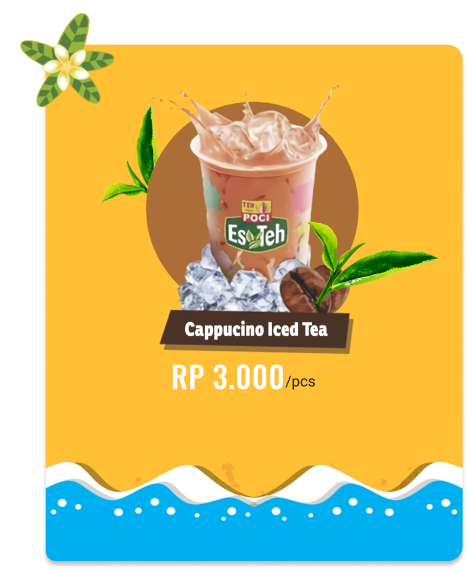 TEH
POCI
Es Teh
Cappucino Iced Tea
RP 3.000/pcs